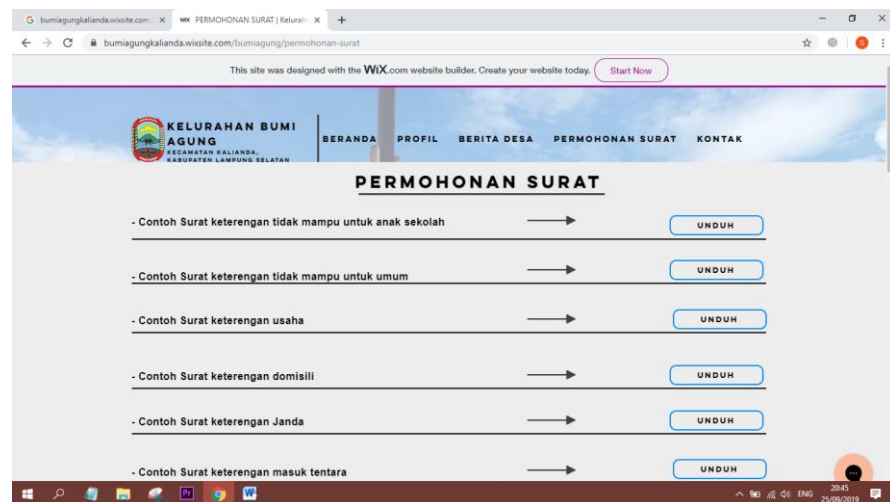 bumiagungkalianda.wixsite.com/
WiX PERMOHONAN SURAT | Kelurah
bumiagungkalianda.wixsite.com/bumiagung/permohonan-surat
This site was designed with the WiX.com website builder. Create your website today. Start Now
KELURAHAN BUMI
AGUNG
KECAMATAN KALIANDA,
KABUPATEN LAMPUNG SELATAN
BERANDA PROFIL BERITA DESA PERMOHONAN SURAT KONTAK
PERMOHONAN SURAT
- Contoh Surat keterengan tidak mampu untuk anak sekolah UNDUH
- Contoh Surat keterengan tidak mampu untuk umum UNDUH
- Contoh Surat keterengan usaha UNDUH
- Contoh Surat keterengan domisili UNDUH
- Contoh Surat keterengan Janda UNDUH
- Contoh Surat keterengan masuk tentara UNDUH
ENG
20:45
25/09/2019